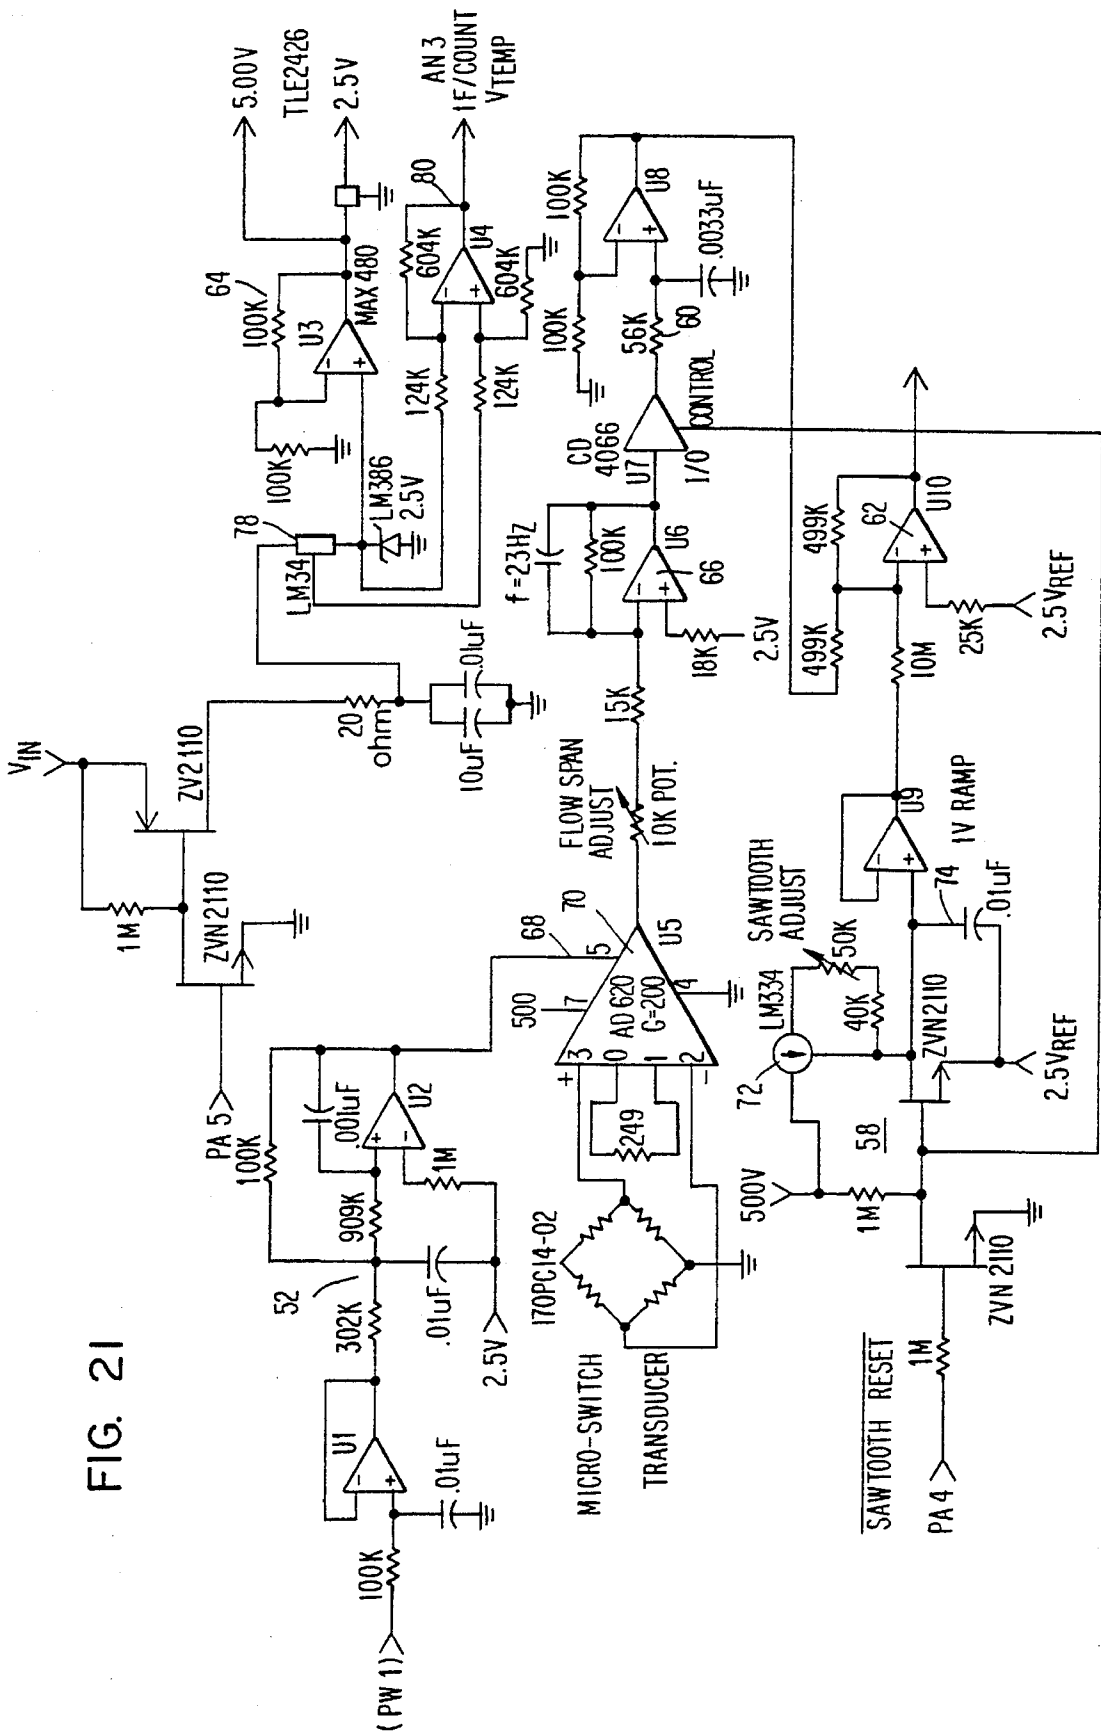 FIG. 21
(PW 1)
100K
.01uF
U1
302K
52
.01uF
2.5V
909K
1M
.001uF
U2
100K
PA 5
ZVN2110
1M
VIN
ZV2110
20
ohm
10uF
.01uF
LM34
78
LM386
2.5V
100K
U3
100K
64
MAX480
5.00V
TLE2426
2.5V
124K
124K
604K
U4
604K
80
AN 3
1F/COUNT
VTEMP
MICRO-SWITCH
TRANSDUCER
170PC14-02
249
+
3
0
1
2
-
500
7
AD 620
G=200
4
5
68
70
U5
FLOW SPAN
ADJUST
10K POT.
15K
18K
2.5V
f=23HZ
100K
U6
66
CD
4066
U7
I/O
CONTROL
56K
60
100K
100K
U8
.0033uF
SAWTOOTH RESET
PA 4
1M
ZVN 2110
500V
1M
58
72
LM334
SAWTOOTH
ADJUST
50K
40K
ZVN2110
2.5VREF
74
.01uF
U9
1V RAMP
10M
499K
499K
62
U10
25K
2.5VREF